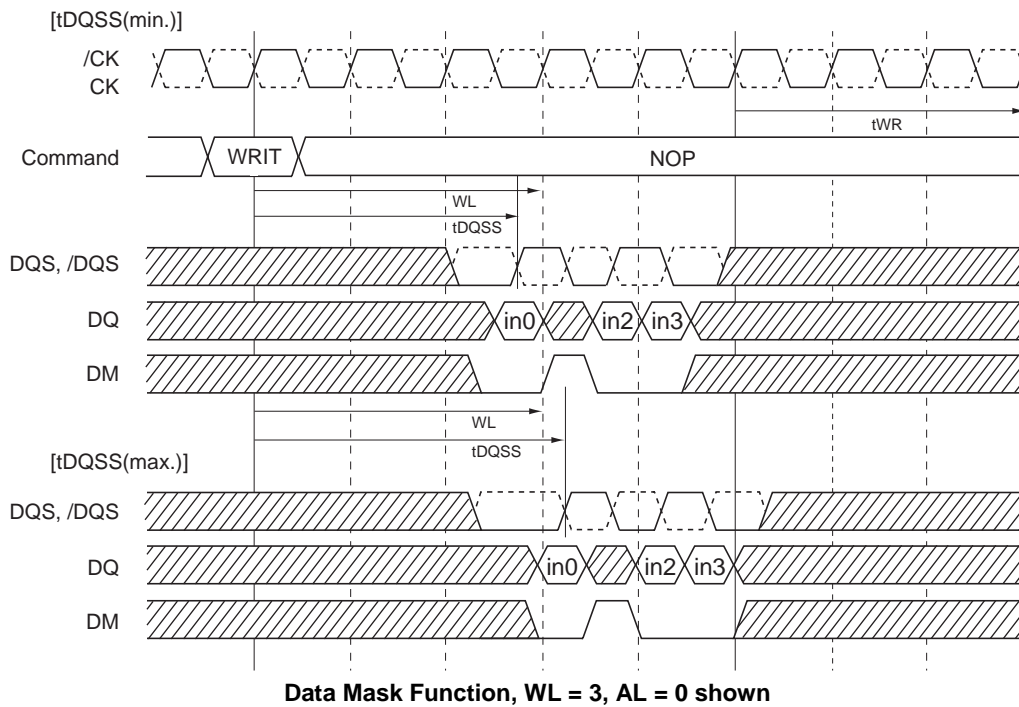 [tDQSS(min.)]
/CK
CK
tWR
Command
WRIT
NOP
WL
tDQSS
DQS, /DQS
DQ
in0
in2
in3
DM
WL
tDQSS
[tDQSS(max.)]
DQS, /DQS
DQ
in0
in2
in3
DM
Data Mask Function, WL = 3, AL = 0 shown